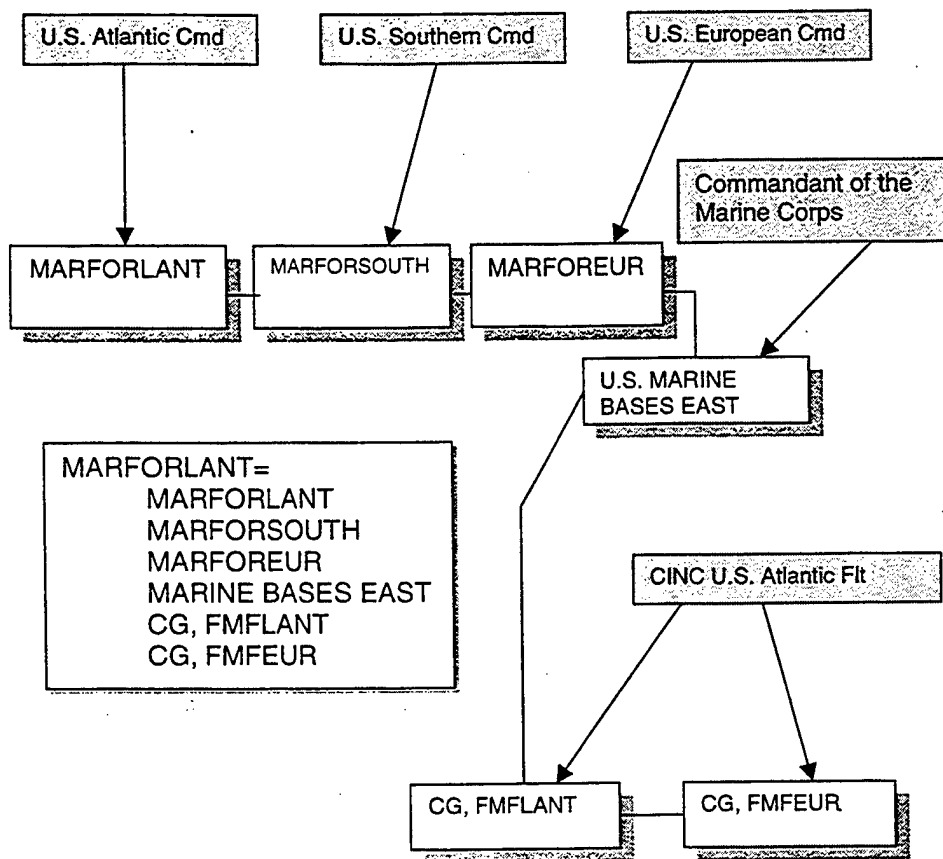 U.S. Atlantic Cmd
U.S. Southern Cmd
U.S. European Cmd
Commandant of the
Marine Corps
MARFORLANT
MARFORSOUTH
MARFOREUR
U.S. MARINE
BASES EAST
MARFORLANT=
MARFORLANT
MARFORSOUTH
MARFOREUR
MARINE BASES EAST
CG, FMFLANT
CG, FMFEUR
CINC U.S. Atlantic Flt
CG, FMFLANT
CG, FMFEUR